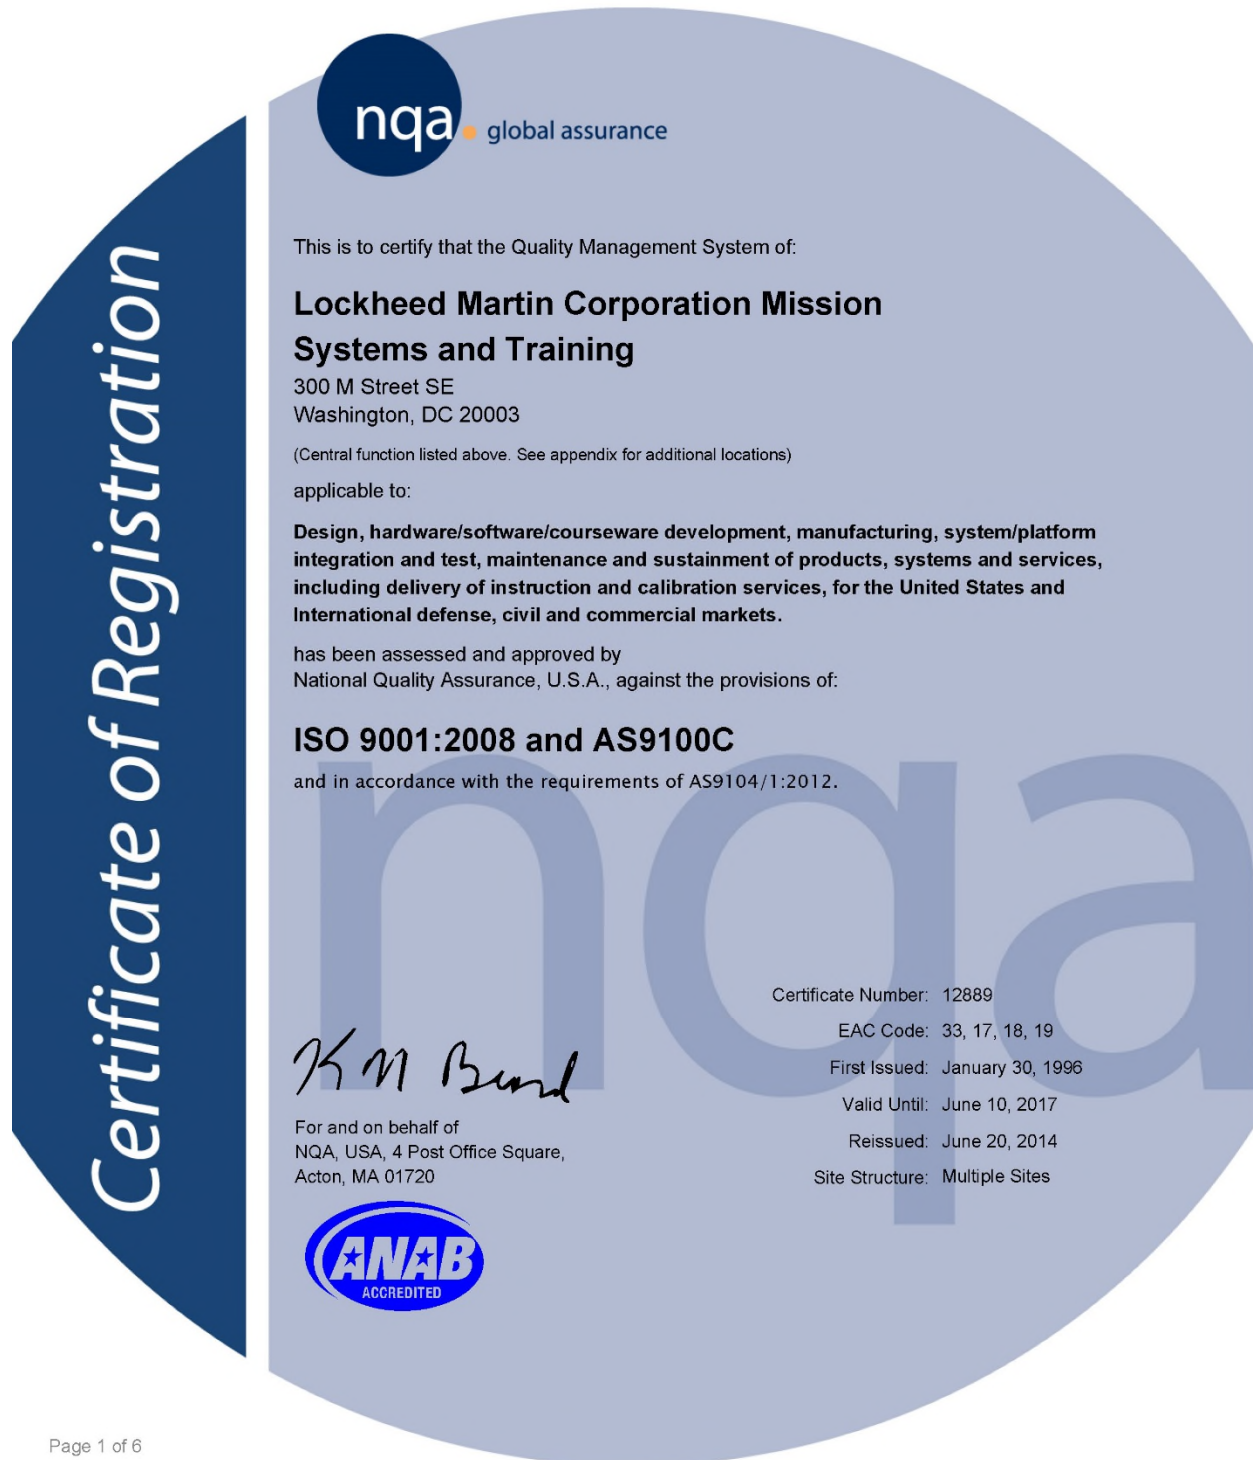 Certificate of Registration
nqa. global assurance
This is to certify that the Quality Management System of:
Lockheed Martin Corporation Mission
Systems and Training
300 M Street SE
Washington, DC 20003
(Central function listed above. See appendix for additional locations)
applicable to:
Design, hardware/software/courseware development, manufacturing, system/platform
integration and test, maintenance and sustainment of products, systems and services,
including delivery of instruction and calibration services, for the United States and
International defense, civil and commercial markets.
has been assessed and approved by
National Quality Assurance, U.S.A., against the provisions of:
ISO 9001:2008 and AS9100C
and in accordance with the requirements of AS9104/1:2012.
nqa
Certificate Number: 12889
EAC Code: 33, 17, 18, 19
First Issued: January 30, 1996
Valid Until: June 10, 2017
Reissued: June 20, 2014
Site Structure: Multiple Sites
For and on behalf of
NQA, USA, 4 Post Office Square,
Acton, MA 01720
ANAB
ACCREDITED
Page 1 of 6